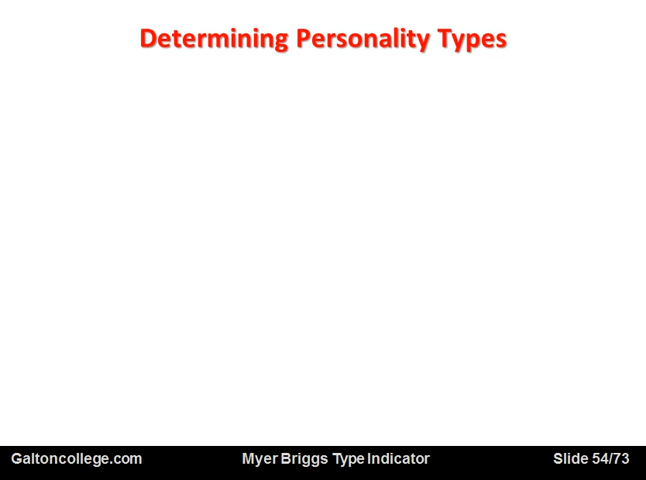 Determining Personality Types
Galtoncollege.com Myer Briggs Type Indicator Slide 54/73